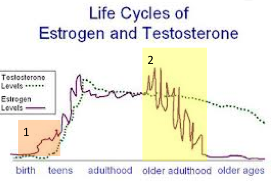 Life Cycles of
Estrogen and Testosterone
Testosterone
Levels
Estrogen
Levels
1
2
birth teens adulthood older adulthood older ages